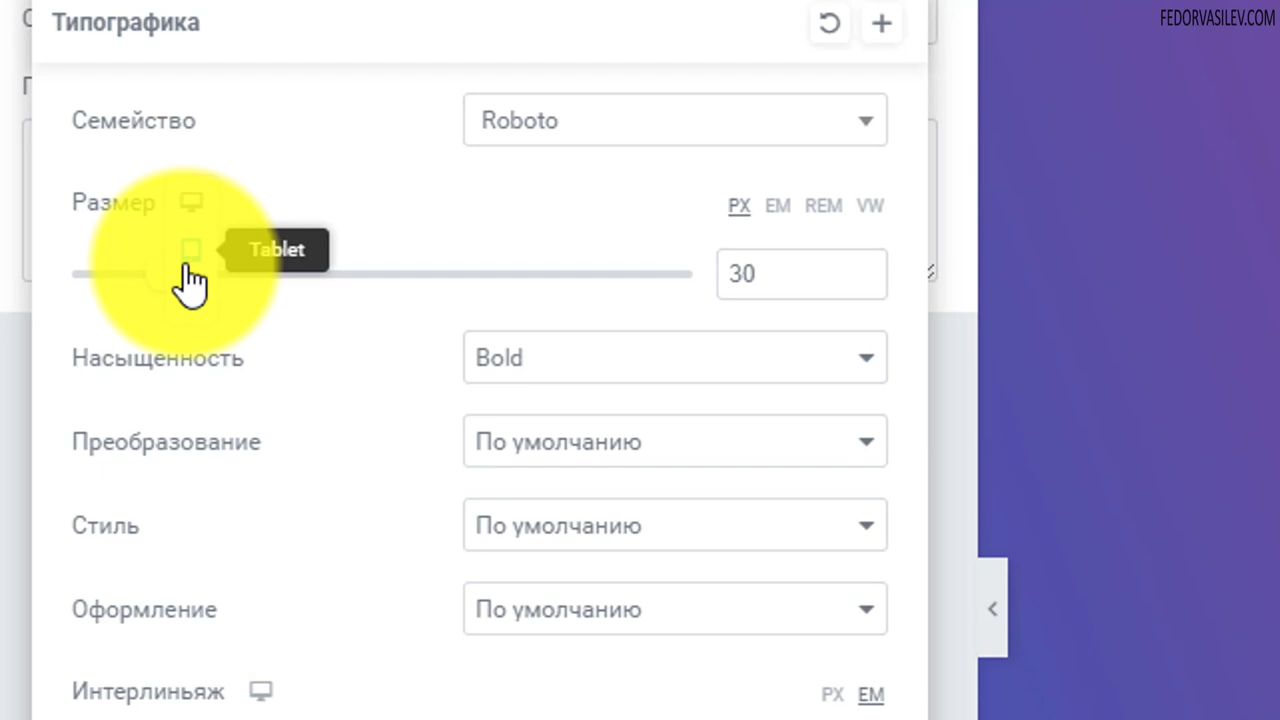 FEDORVASILEV.COM
Типографика
Семейство
Roboto
Размер
PX EM REM VW
Tablet
30
Насыщенность
Bold
Преобразование
По умолчанию
Стиль
По умолчанию
Оформление
По умолчанию
Интерлиньяж
PX EM